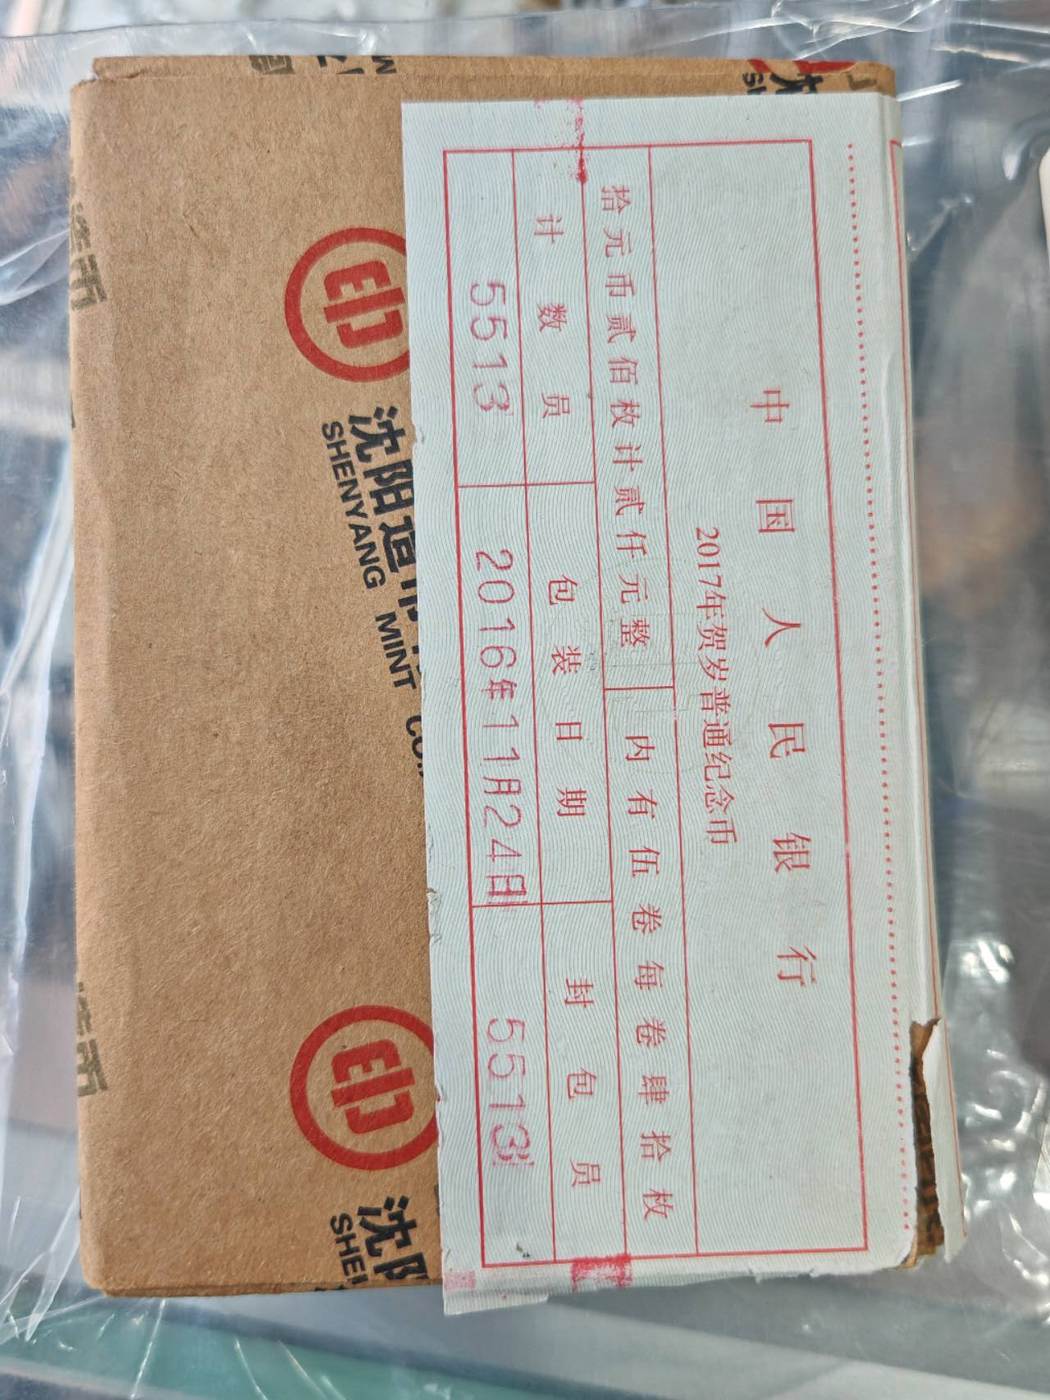 中国人民银行
2017年贺岁普通纪念币
拾元币贰佰枚计贰仟元整 内有伍卷每卷肆拾枚
计数员 包装日期 封包员
5513 2016年11月24日 5513
沈阳造
SHENYANG MINT CO.,
沈阳